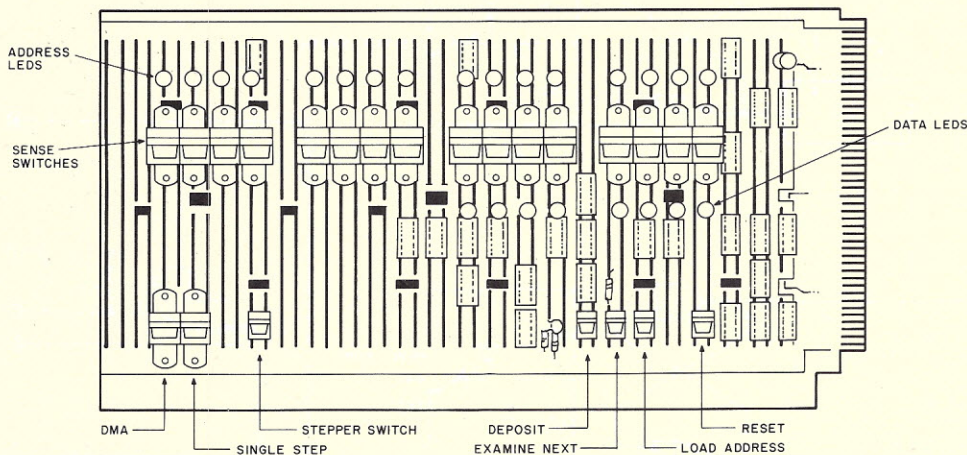 ADDRESS
LEDS
SENSE
SWITCHES
DATA LEDS
DMA
SINGLE STEP
STEPPER SWITCH
DEPOSIT
EXAMINE NEXT
LOAD ADDRESS
RESET